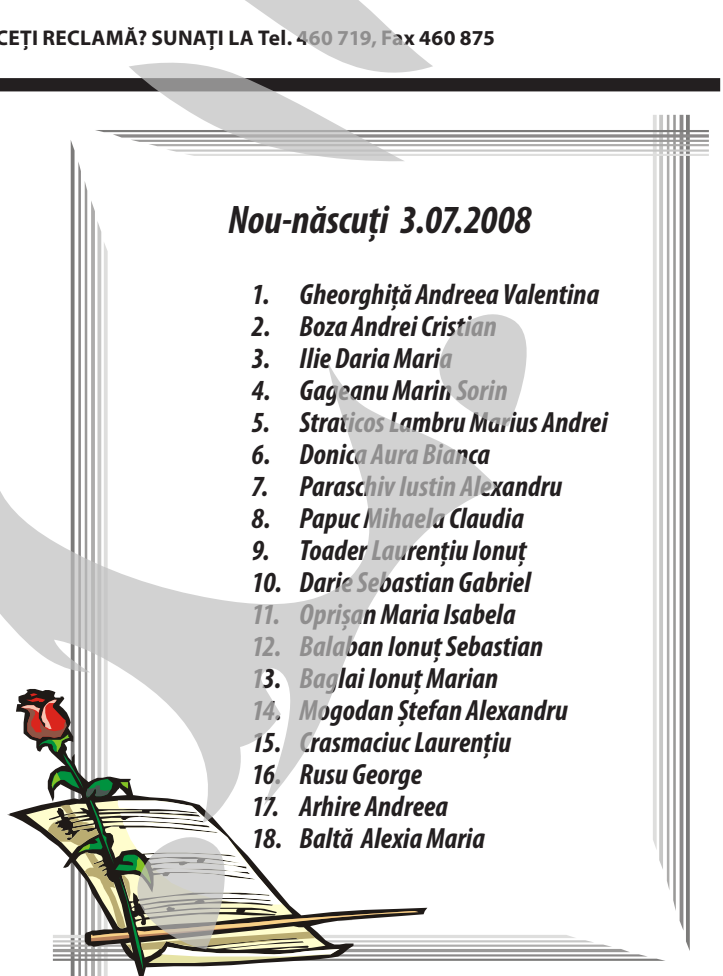 CEȚI RECLAMĂ? SUNAȚI LA Tel. 460 719, Fax 460 875
Nou-născuți 3.07.2008
1. Gheorghiță Andreea Valentina
2. Boza Andrei Cristian
3. Ilie Daria Maria
4. Gageanu Marin Sorin
5. Straticos Lambru Marius Andrei
6. Donica Aura Bianca
7. Paraschiv Iustin Alexandru
8. Papuc Mihaela Claudia
9. Toader Laurențiu Ionuț
10. Darie Sebastian Gabriel
11. Oprișan Maria Isabela
12. Balaban Ionuț Sebastian
13. Baglai Ionuț Marian
14. Mogodan Ștefan Alexandru
15. Crasmaciuc Laurențiu
16. Rusu George
17. Arhire Andreea
18. Baltă Alexia Maria